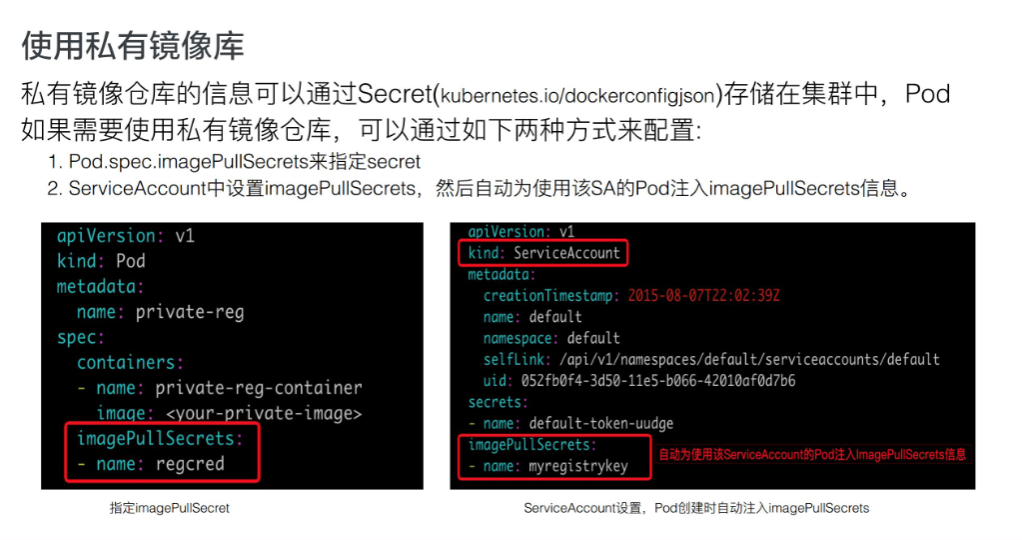 使用私有镜像库
私有镜像仓库的信息可以通过Secret(kubernetes.io/dockerconfigjson)存储在集群中，Pod
如果需要使用私有镜像仓库，可以通过如下两种方式来配置:
1. Pod.spec.imagePullSecrets来指定secret
2. ServiceAccount中设置imagePullSecrets，然后自动为使用该SA的Pod注入imagePullSecrets信息。
apiVersion: v1
kind: Pod
metadata:
  name: private-reg
spec:
  containers:
  - name: private-reg-container
    image: <your-private-image>
  imagePullSecrets:
  - name: regcred
指定imagePullSecret
apiVersion: v1
kind: ServiceAccount
metadata:
  creationTimestamp: 2015-08-07T22:02:39Z
  name: default
  namespace: default
  selfLink: /api/v1/namespaces/default/serviceaccounts/default
  uid: 052fb0f4-3d50-11e5-b066-42010af0d7b6
secrets:
- name: default-token-uudge
imagePullSecrets:
- name: myregistrykey
自动为使用该ServiceAccount的Pod注入ImagePullSecrets信息
ServiceAccount设置，Pod创建时自动注入imagePullSecrets